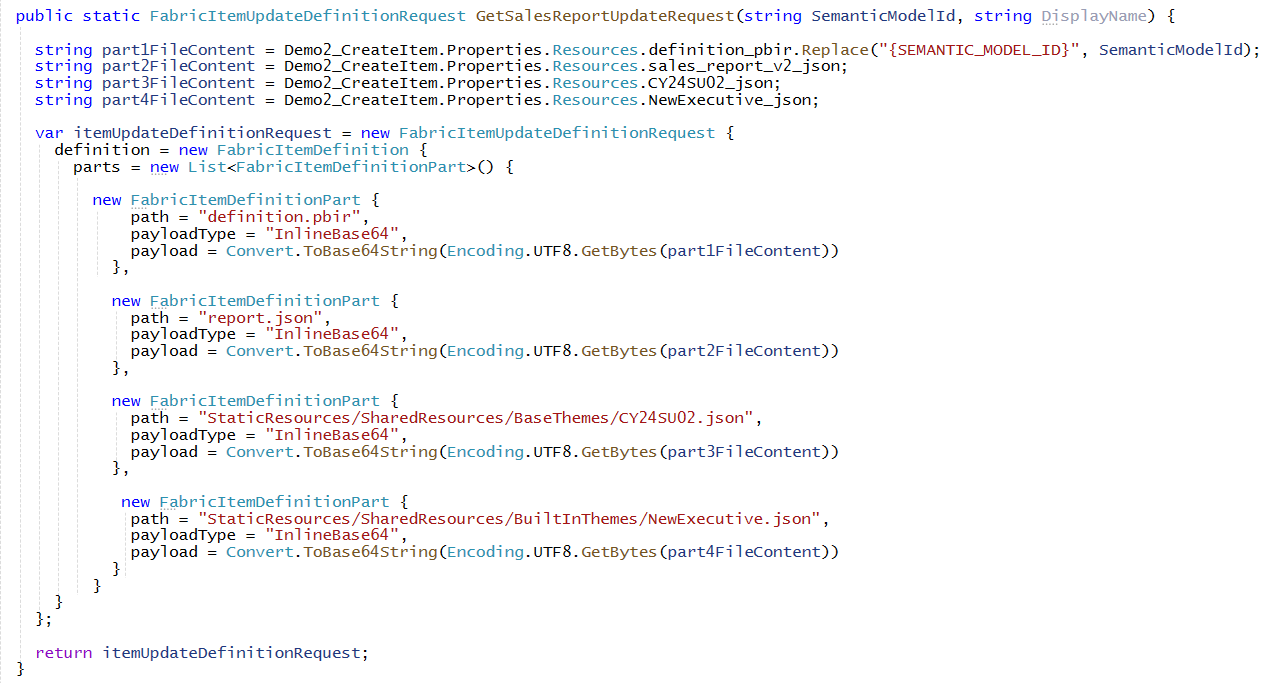 public static FabricItemUpdateDefinitionRequest GetSalesReportUpdateRequest(string SemanticModelId, string DisplayName) {
string part1FileContent = Demo2_CreateItem.Properties.Resources.definition_pbir.Replace("{SEMANTIC_MODEL_ID}", SemanticModelId);
string part2FileContent = Demo2_CreateItem.Properties.Resources.sales_report_v2_json;
string part3FileContent = Demo2_CreateItem.Properties.Resources.CY24SU02_json;
string part4FileContent = Demo2_CreateItem.Properties.Resources.NewExecutive_json;
var itemUpdateDefinitionRequest = new FabricItemUpdateDefinitionRequest {
definition = new FabricItemDefinition {
parts = new List<FabricItemDefinitionPart>() {
new FabricItemDefinitionPart {
path = "definition.pbir",
payloadType = "InlineBase64",
payload = Convert.ToBase64String(Encoding.UTF8.GetBytes(part1FileContent))
},
new FabricItemDefinitionPart {
path = "report.json",
payloadType = "InlineBase64",
payload = Convert.ToBase64String(Encoding.UTF8.GetBytes(part2FileContent))
},
new FabricItemDefinitionPart {
path = "StaticResources/SharedResources/BaseThemes/CY24SU02.json",
payloadType = "InlineBase64",
payload = Convert.ToBase64String(Encoding.UTF8.GetBytes(part3FileContent))
},
new FabricItemDefinitionPart {
path = "StaticResources/SharedResources/BuiltInThemes/NewExecutive.json",
payloadType = "InlineBase64",
payload = Convert.ToBase64String(Encoding.UTF8.GetBytes(part4FileContent))
}
}
}
};
return itemUpdateDefinitionRequest;
}